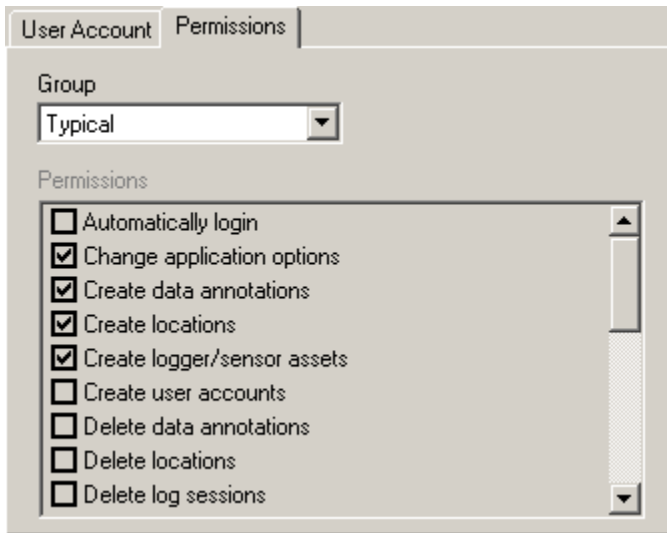 User Account Permissions
Group
Typical
Permissions
Automatically login
Change application options
Create data annotations
Create locations
Create logger/sensor assets
Create user accounts
Delete data annotations
Delete locations
Delete log sessions